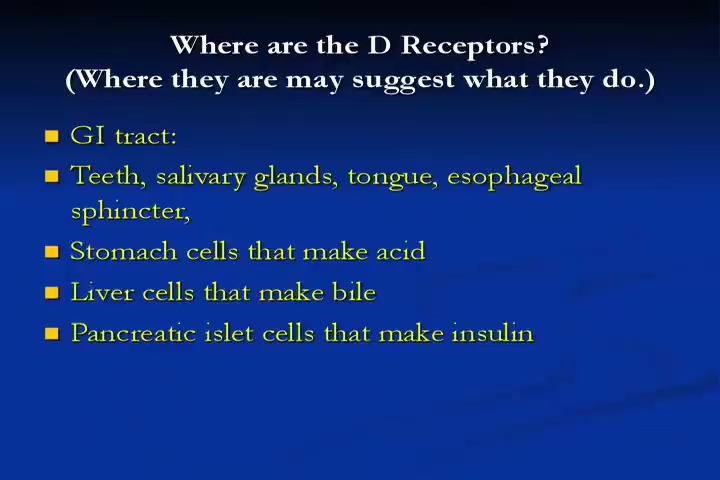 Where are the D Receptors?
(Where they are may suggest what they do.)
GI tract:
Teeth, salivary glands, tongue, esophageal
sphincter,
Stomach cells that make acid
Liver cells that make bile
Pancreatic islet cells that make insulin